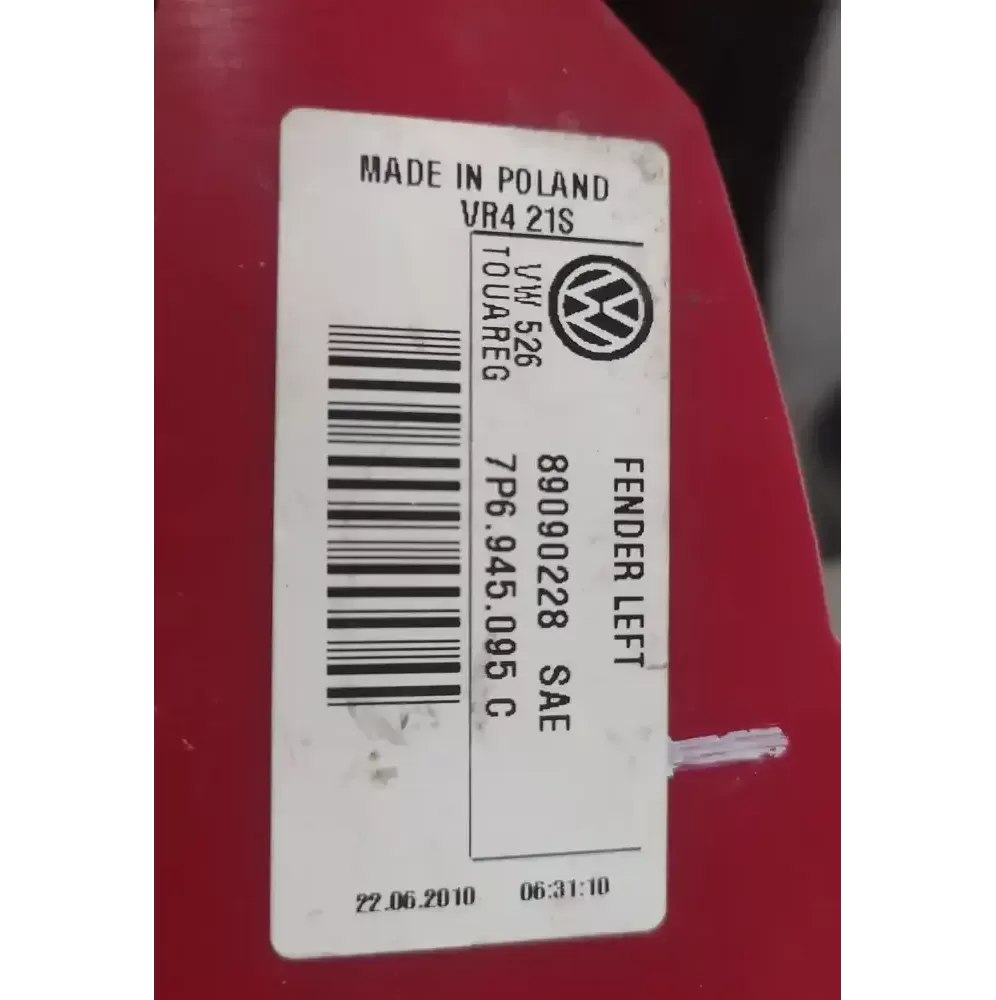 MADE IN POLAND
VR4 21S
VW 526
TOUAREG
FENDER LEFT
89090228 SAE
7P6.945.095 C
22.06.2010 06:31:10